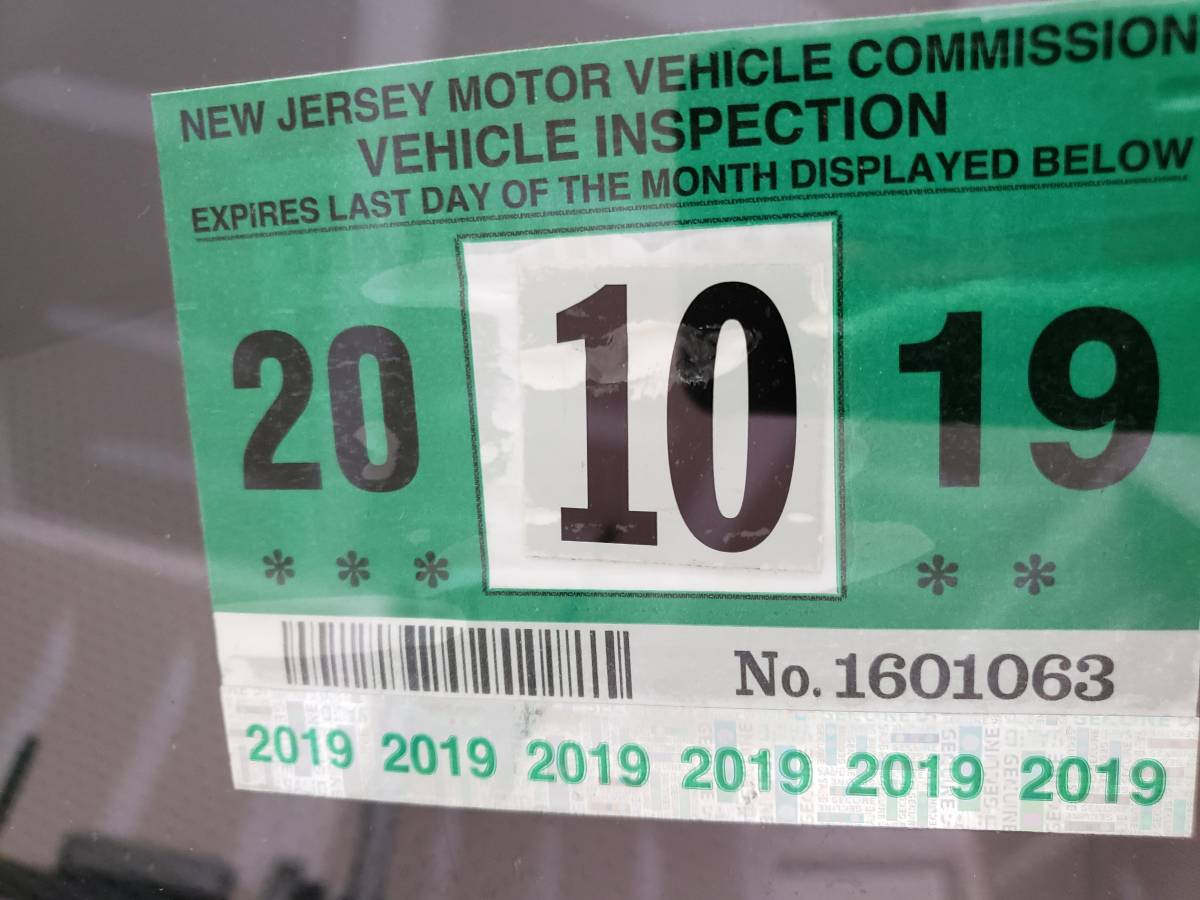 NEW JERSEY MOTOR VEHICLE COMMISSION
VEHICLE INSPECTION
EXPIRES LAST DAY OF THE MONTH DISPLAYED BELOW
20 10 19
* * * * *
No. 1601063
2019 2019 2019 2019 2019 2019